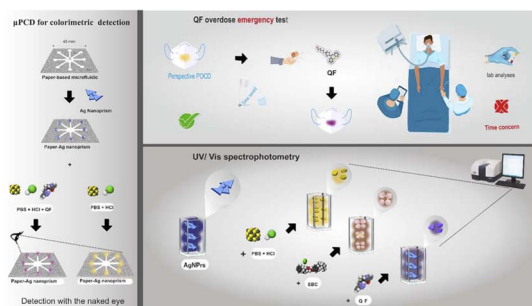 µPCD for colorimetric detection
45 mm
Paper-based microfluidic
Ag Nanoprism
Paper-Ag nanoprism
+
PBS + HCl + QF
PBS + HCl
Paper-Ag nanoprism
Paper-Ag nanoprism
Detection with the naked eye
QF overdose emergency test
Perspective POCD
QF
lab analyses
Time concern
UV/ Vis spectrophotometry
AgNPrs
+
PBS + HCl
+
SBC
+
Q F